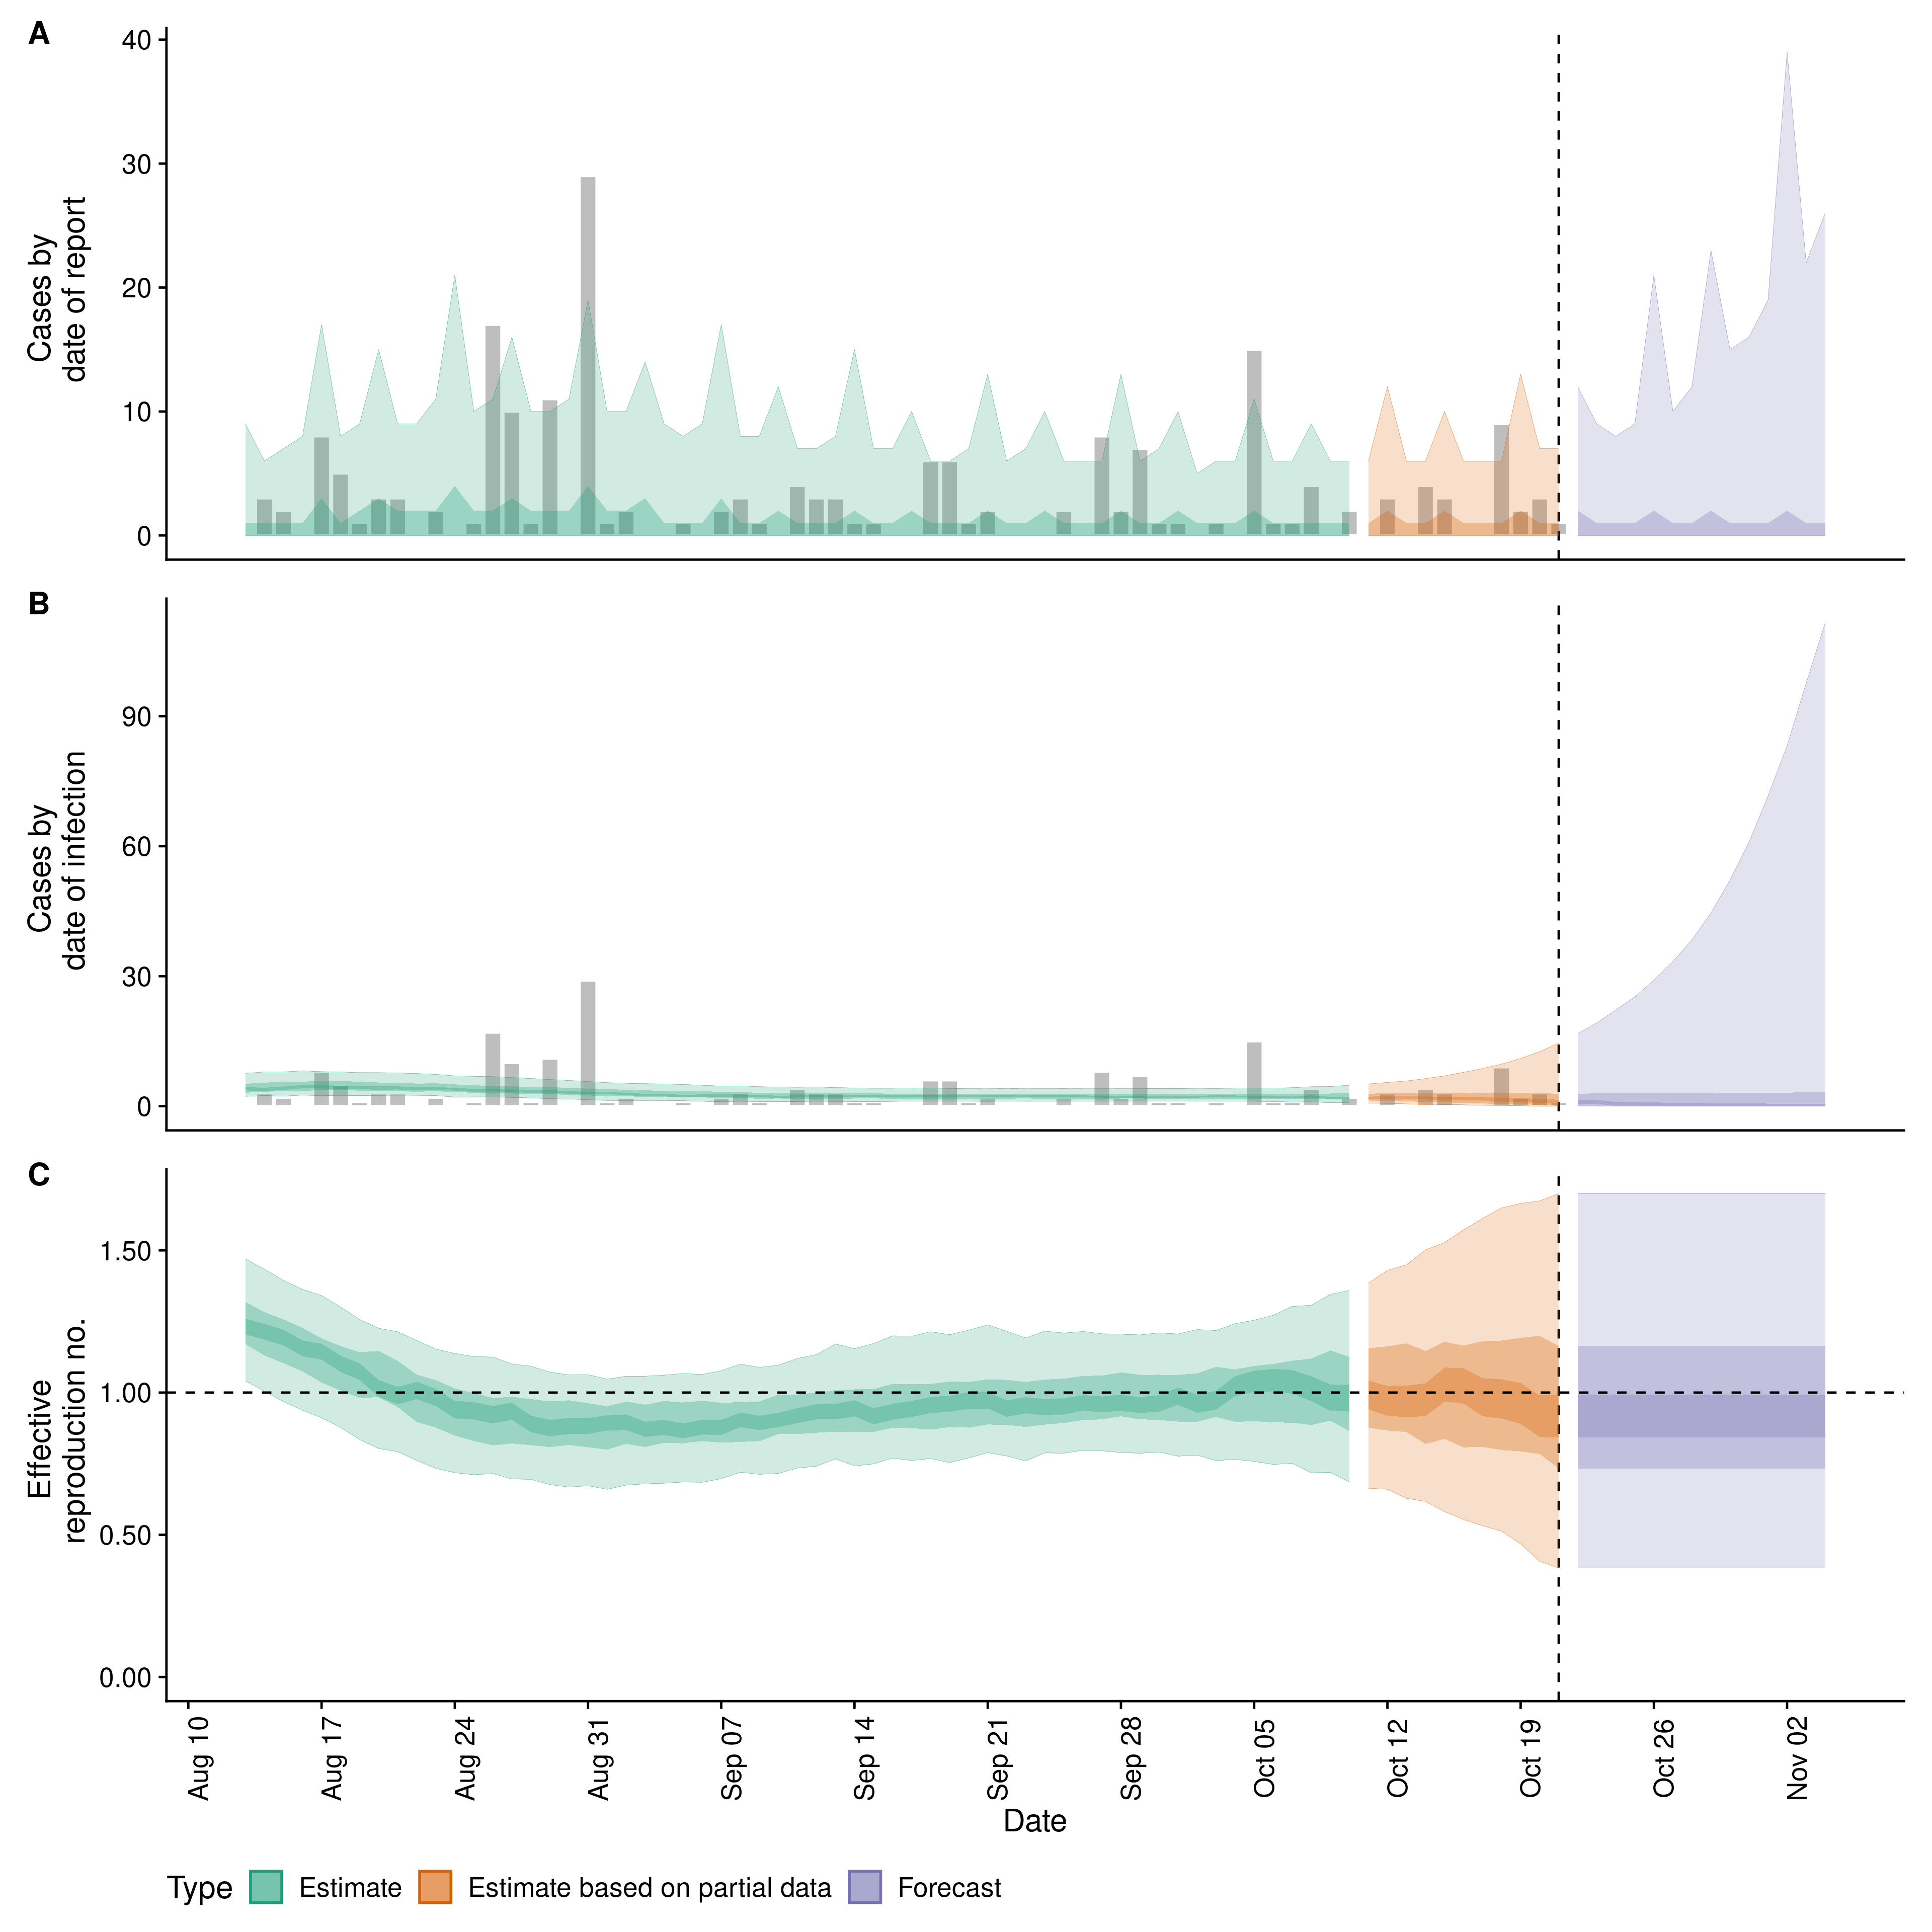 A
40
30
20
10
0
Cases by
date of report
B
90
60
30
0
Cases by
date of infection
C
1.50
1.00
0.50
0.00
Effective
reproduction no.
Aug 10
Aug 17
Aug 24
Aug 31
Sep 07
Sep 14
Sep 21
Sep 28
Oct 05
Oct 12
Oct 19
Oct 26
Nov 02
Date
Type Estimate Estimate based on partial data Forecast